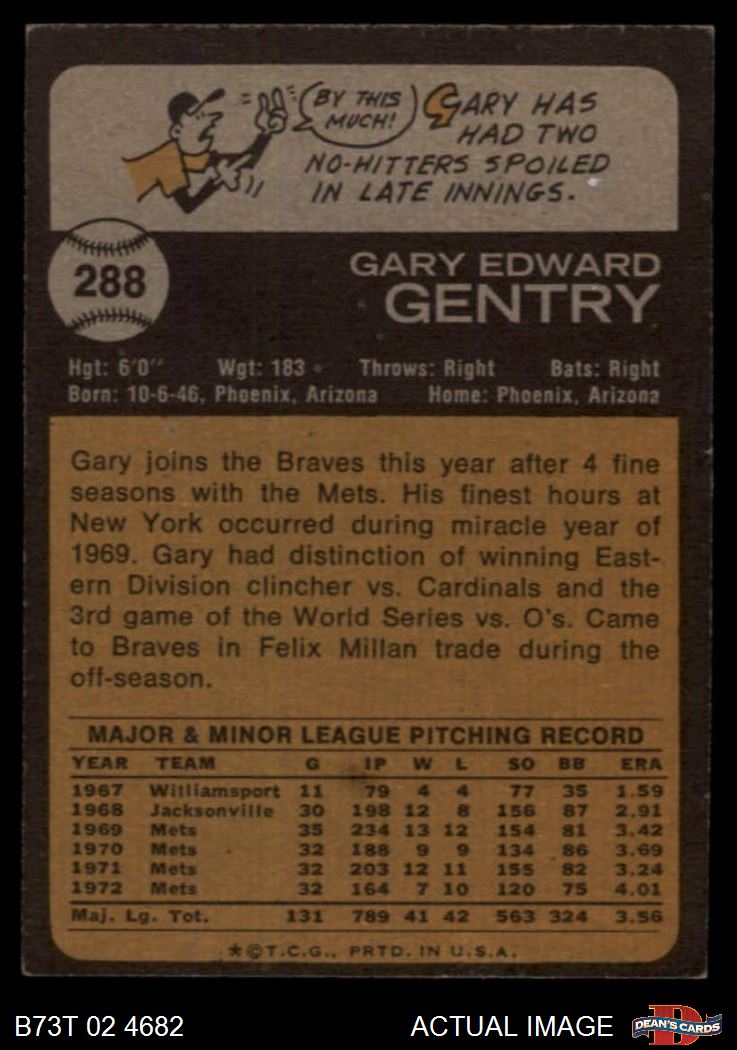 BY THIS MUCH!
GARY HAS
HAD TWO
NO-HITTERS SPOILED
IN LATE INNINGS.
288
GARY EDWARD
GENTRY
Hgt: 6'0" Wgt: 183 Throws: Right Bats: Right
Born: 10-6-46, Phoenix, Arizona Home: Phoenix, Arizona
Gary joins the Braves this year after 4 fine
seasons with the Mets. His finest hours at
New York occurred during miracle year of
1969. Gary had distinction of winning East-
ern Division clincher vs. Cardinals and the
3rd game of the World Series vs. O's. Came
to Braves in Felix Millan trade during the
off-season.
MAJOR & MINOR LEAGUE PITCHING RECORD
YEAR TEAM G IP W L SO BB ERA
1967 Williamsport 11 79 4 4 77 35 1.59
1968 Jacksonville 30 198 12 8 156 87 2.91
1969 Mets 35 234 13 12 154 81 3.42
1970 Mets 32 188 9 9 134 86 3.69
1971 Mets 32 203 12 11 155 82 3.24
1972 Mets 32 164 7 10 120 75 4.01
Maj. Lg. Tot. 131 789 41 42 563 324 3.56
*©T.C.G., PRTD. IN U.S.A.
B73T 02 4682 ACTUAL IMAGE DEAN'S CARDS